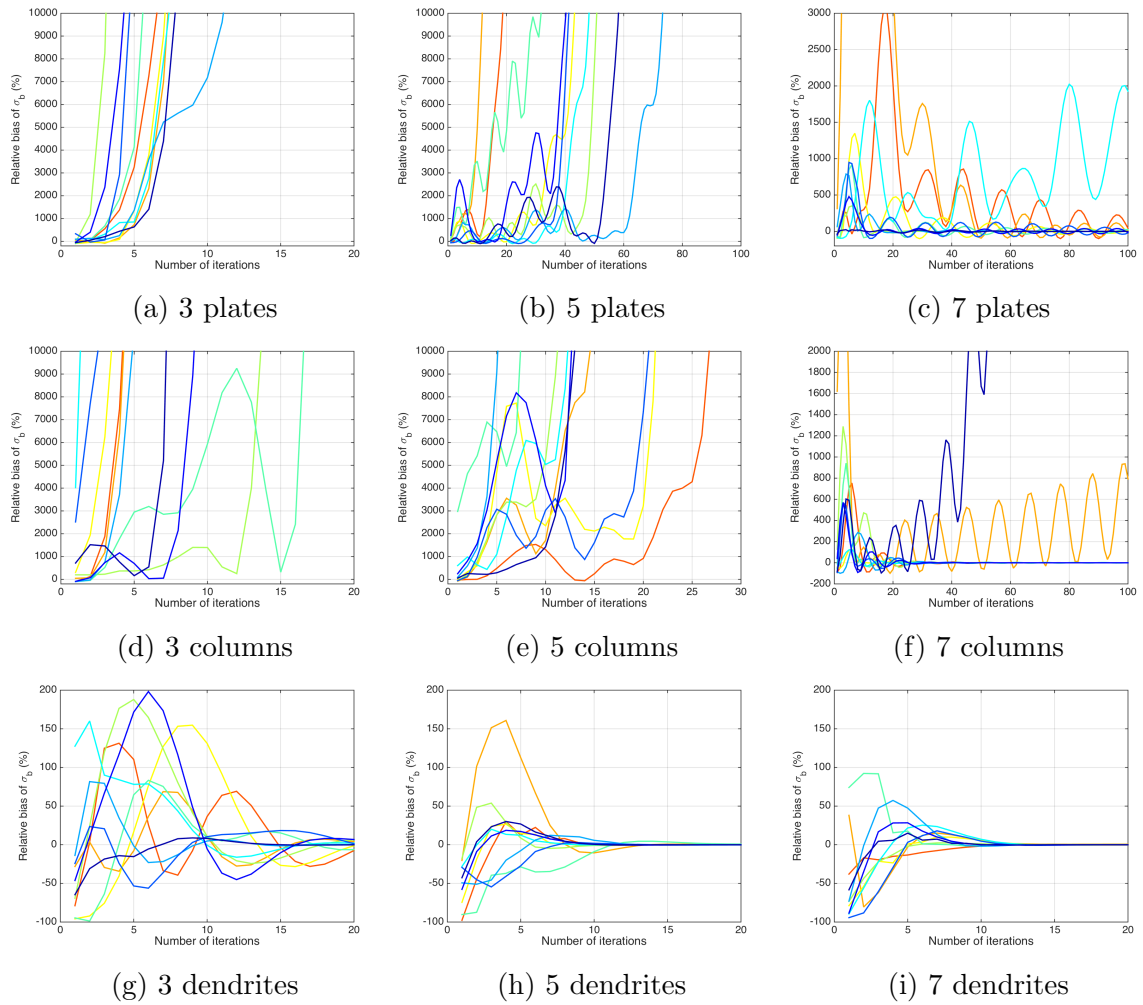 10000
9000
8000
7000
6000
5000
4000
3000
2000
1000
0
Relative bias of σb (%)
0 5 10 15 20
Number of iterations
(a) 3 plates
10000
9000
8000
7000
6000
5000
4000
3000
2000
1000
0
Relative bias of σb (%)
0 20 40 60 80 100
Number of iterations
(b) 5 plates
3000
2500
2000
1500
1000
500
Relative bias of σb (%)
0 20 40 60 80 100
Number of iterations
(c) 7 plates
10000
9000
8000
7000
6000
5000
4000
3000
2000
1000
0
Relative bias of σb (%)
0 5 10 15 20
Number of iterations
(d) 3 columns
10000
9000
8000
7000
6000
5000
4000
3000
2000
1000
0
Relative bias of σb (%)
0 5 10 15 20 25 30
Number of iterations
(e) 5 columns
2000
1800
1600
1400
1200
1000
800
600
400
200
0
-200
Relative bias of σb (%)
0 20 40 60 80 100
Number of iterations
(f) 7 columns
200
150
100
50
0
-50
-100
Relative bias of σb (%)
0 5 10 15 20
Number of iterations
(g) 3 dendrites
200
150
100
50
0
-50
-100
Relative bias of σb (%)
0 5 10 15 20
Number of iterations
(h) 5 dendrites
200
150
100
50
0
-50
-100
Relative bias of σb (%)
0 5 10 15 20
Number of iterations
(i) 7 dendrites